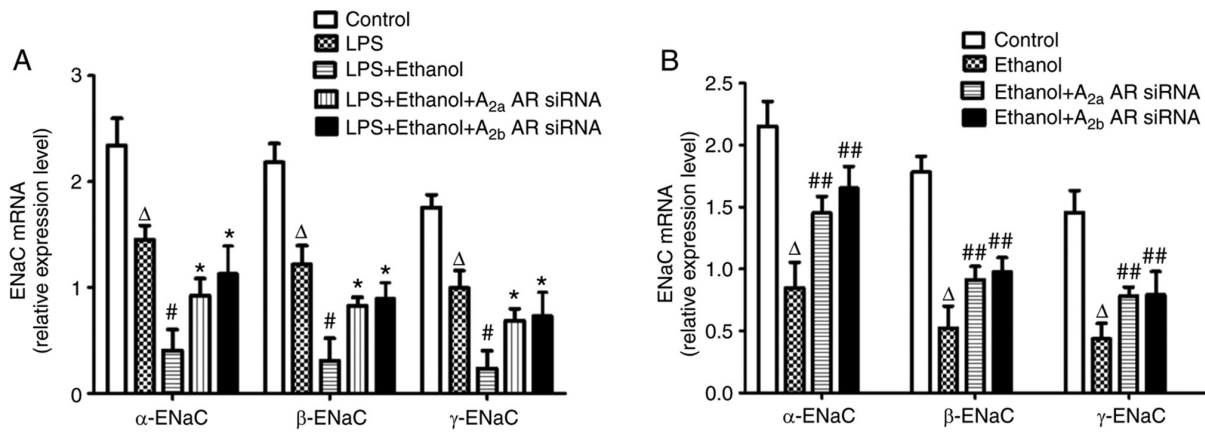 A
Control
LPS
LPS+Ethanol
LPS+Ethanol+A2a AR siRNA
LPS+Ethanol+A2b AR siRNA
ENaC mRNA
(relative expression level)
3
2
1
0
Δ
#
*
*
Δ
#
*
*
Δ
#
*
*
α-ENaC
β-ENaC
γ-ENaC
B
Control
Ethanol
Ethanol+A2a AR siRNA
Ethanol+A2b AR siRNA
ENaC mRNA
(relative expression level)
2.5
2.0
1.5
1.0
0.5
0.0
Δ
##
##
Δ
##
##
Δ
##
##
α-ENaC
β-ENaC
γ-ENaC